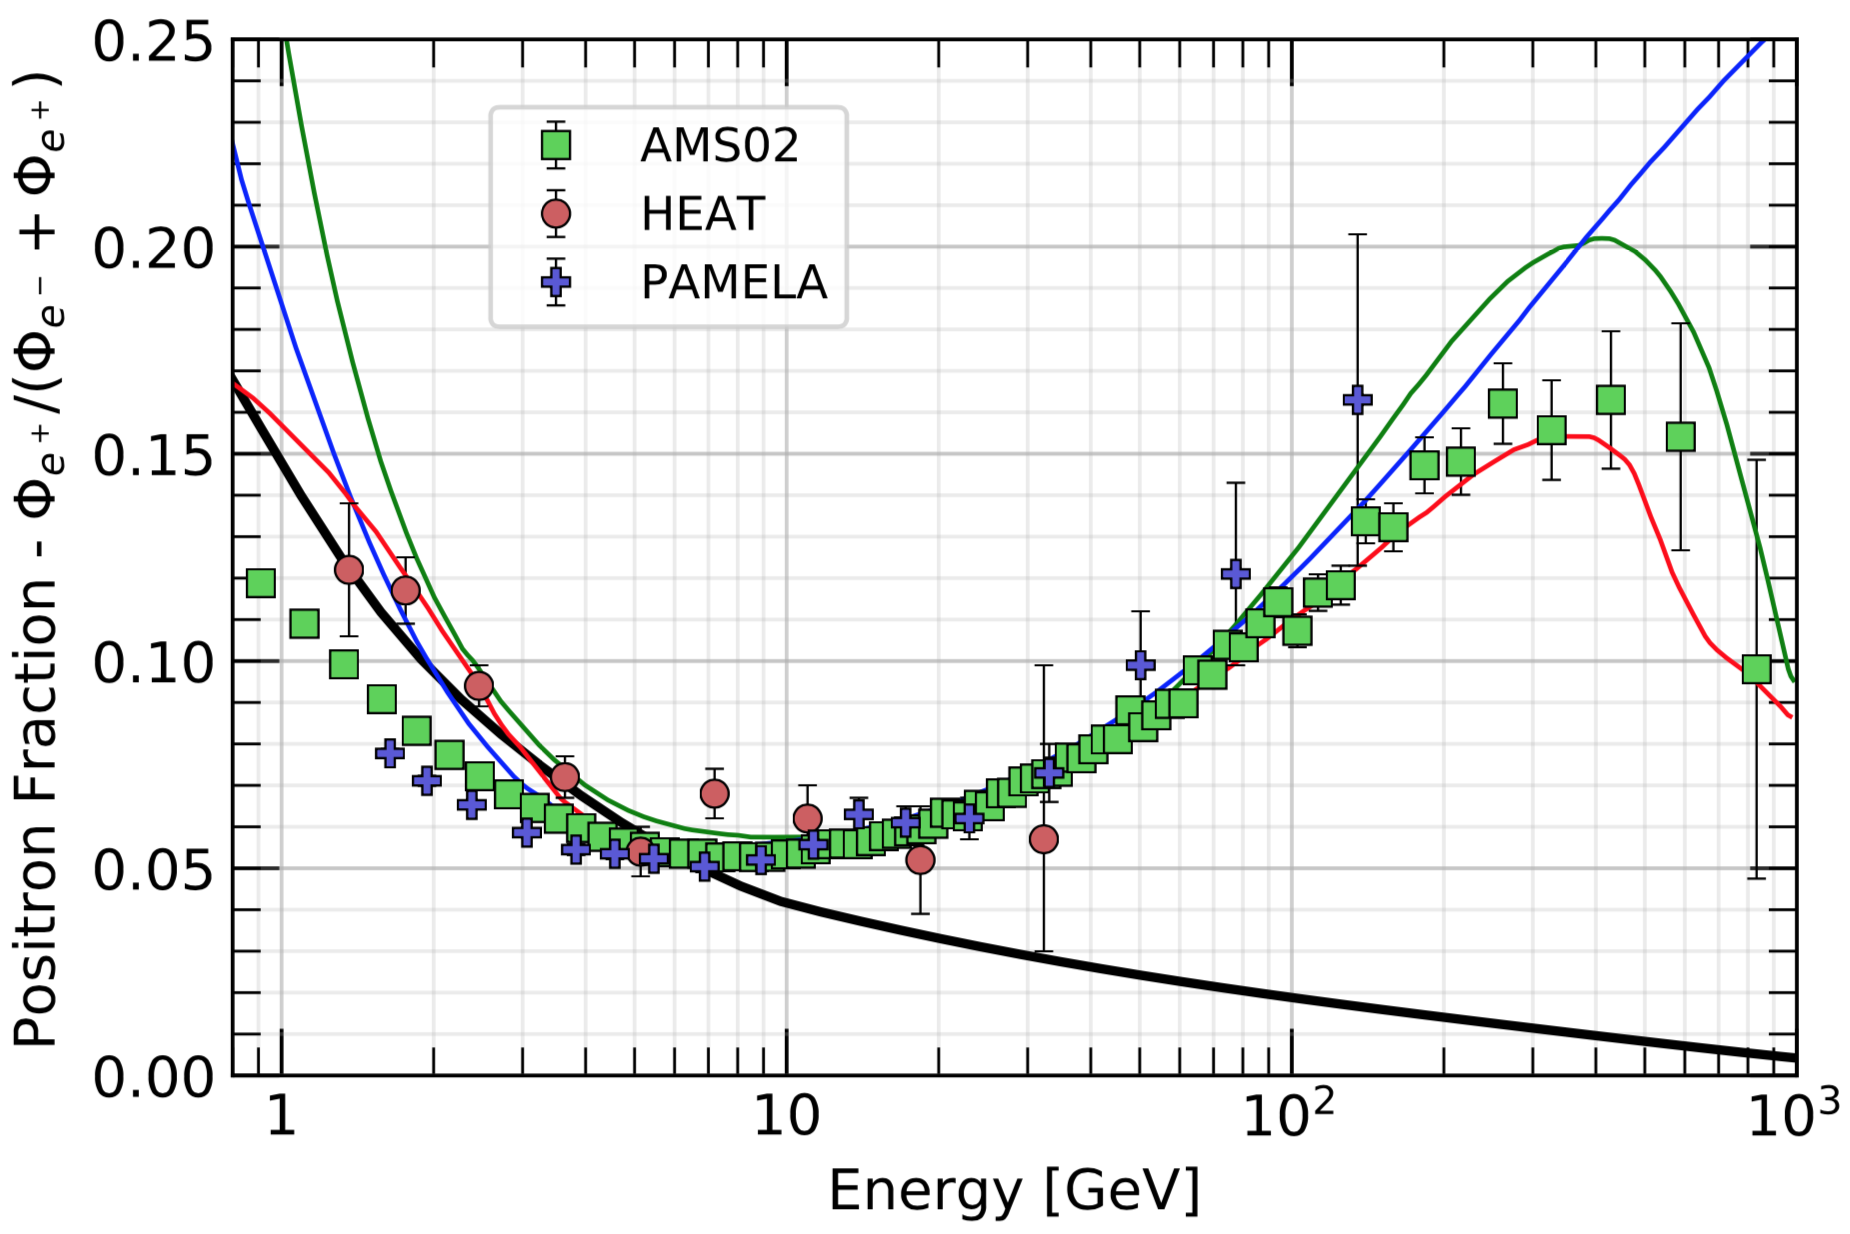 Positron Fraction - Φe⁺/(Φe⁻ + Φe⁺)
0.25
0.20
0.15
0.10
0.05
0.00
AMS02
HEAT
PAMELA
1 10 10² 10³
Energy [GeV]